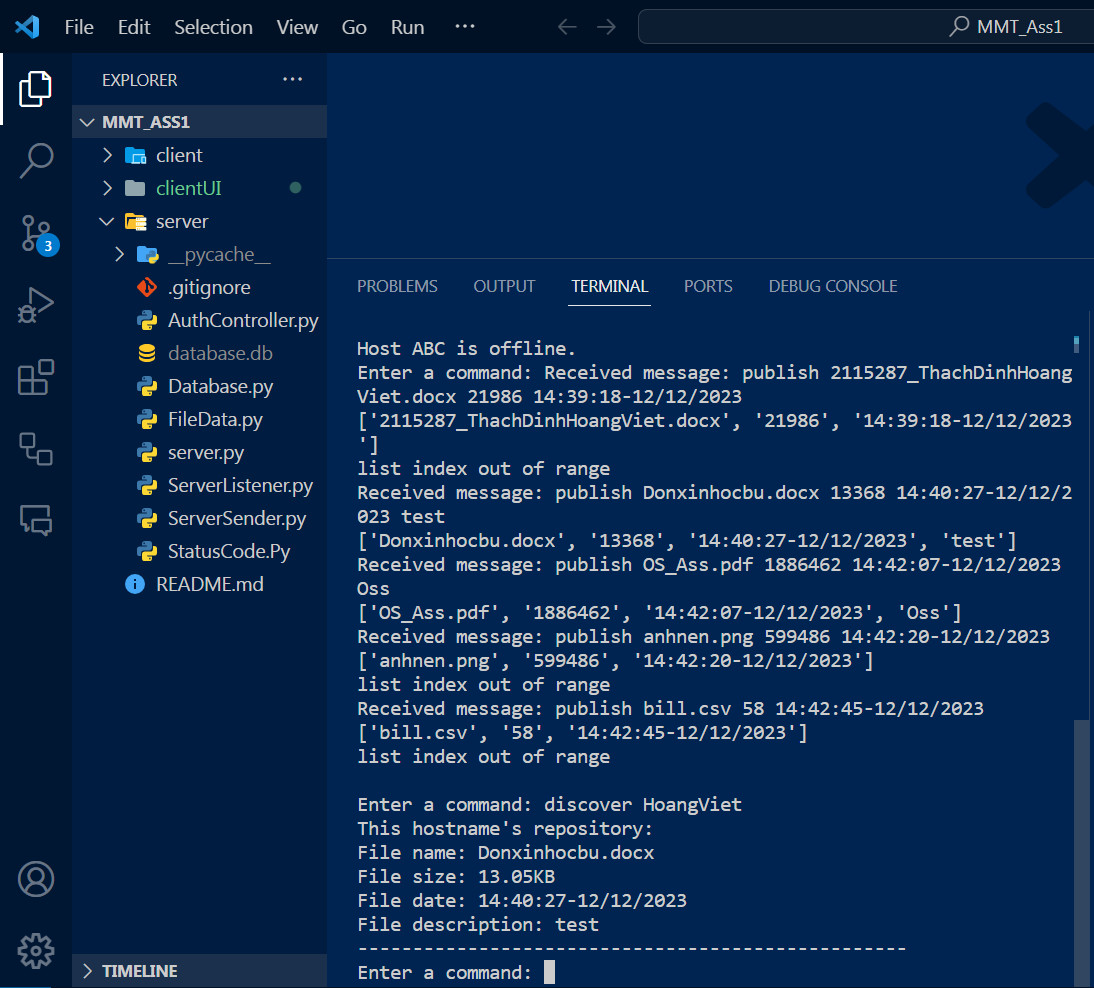 File Edit Selection View Go Run ...
MMT_Ass1
EXPLORER ...
MMT_ASS1
client
clientUI
server
__pycache__
.gitignore
AuthController.py
database.db
Database.py
FileData.py
server.py
ServerListener.py
ServerSender.py
StatusCode.Py
README.md
3
TIMELINE
PROBLEMS OUTPUT TERMINAL PORTS DEBUG CONSOLE
Host ABC is offline.
Enter a command: Received message: publish 2115287_ThachDinhHoang
Viet.docx 21986 14:39:18-12/12/2023
['2115287_ThachDinhHoangViet.docx', '21986', '14:39:18-12/12/2023
']
list index out of range
Received message: publish Donxinhocbu.docx 13368 14:40:27-12/12/2
023 test
['Donxinhocbu.docx', '13368', '14:40:27-12/12/2023', 'test']
Received message: publish OS_Ass.pdf 1886462 14:42:07-12/12/2023
Oss
['OS_Ass.pdf', '1886462', '14:42:07-12/12/2023', 'Oss']
Received message: publish anhnen.png 599486 14:42:20-12/12/2023
['anhnen.png', '599486', '14:42:20-12/12/2023']
list index out of range
Received message: publish bill.csv 58 14:42:45-12/12/2023
['bill.csv', '58', '14:42:45-12/12/2023']
list index out of range
Enter a command: discover HoangViet
This hostname's repository:
File name: Donxinhocbu.docx
File size: 13.05KB
File date: 14:40:27-12/12/2023
File description: test
--------------------------------------------------
Enter a command: